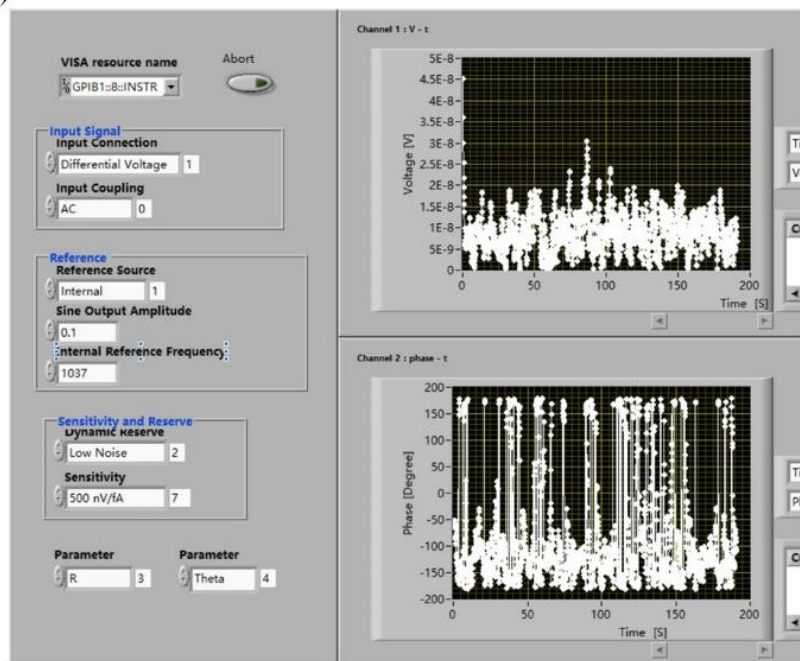 VISA resource name
Abort
GPIB1::8::INSTR
Input Signal
Input Connection
Differential Voltage 1
Input Coupling
AC 0
Reference
Reference Source
Internal 1
Sine Output Amplitude
0.1
nternal Reference Frequency
1037
Sensitivity and Reserve
Dynamic Reserve
Low Noise 2
Sensitivity
500 nV/fA 7
Parameter Parameter
R 3 Theta 4
Channel 1 : V - t
5E-8
4.5E-8
4E-8
3.5E-8
3E-8
2.5E-8
2E-8
1.5E-8
1E-8
5E-9
0
Voltage [V]
0 50 100 150 200
Time [S]
Channel 2 : phase - t
200
150
100
50
0
-50
-100
-150
-200
Phase [Degree]
0 50 100 150 200
Time [S]